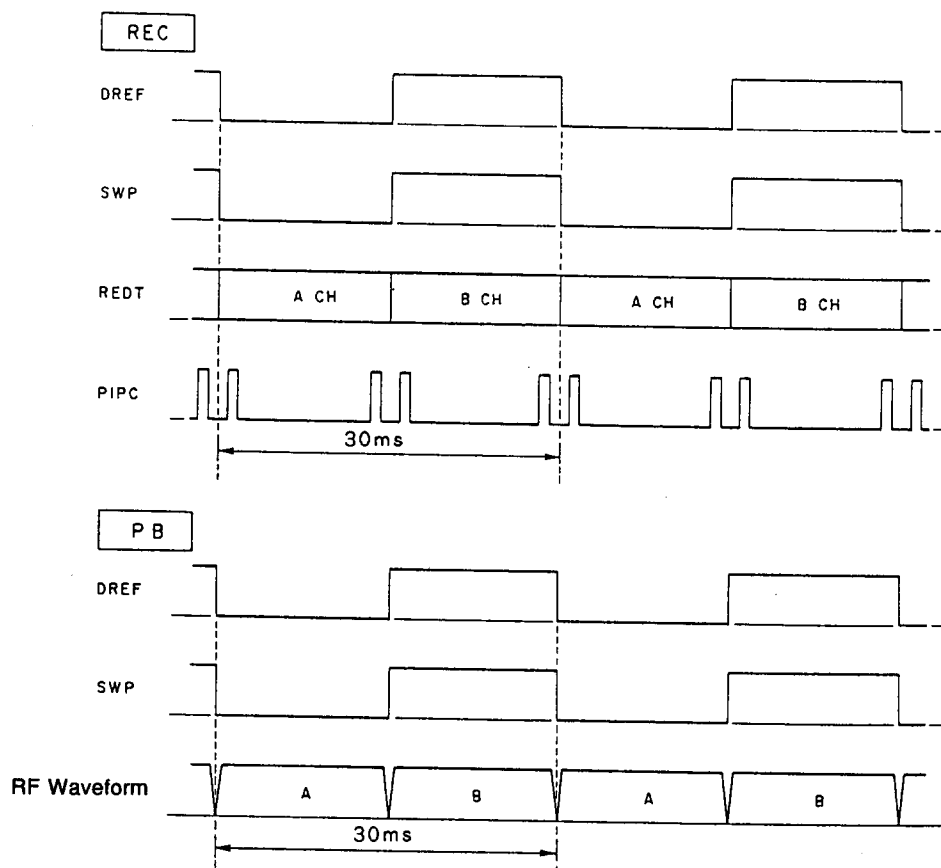 REC
DREF
SWP
REDT
A CH
B CH
A CH
B CH
PIPC
30ms
PB
DREF
SWP
RF Waveform
A
B
A
B
30ms